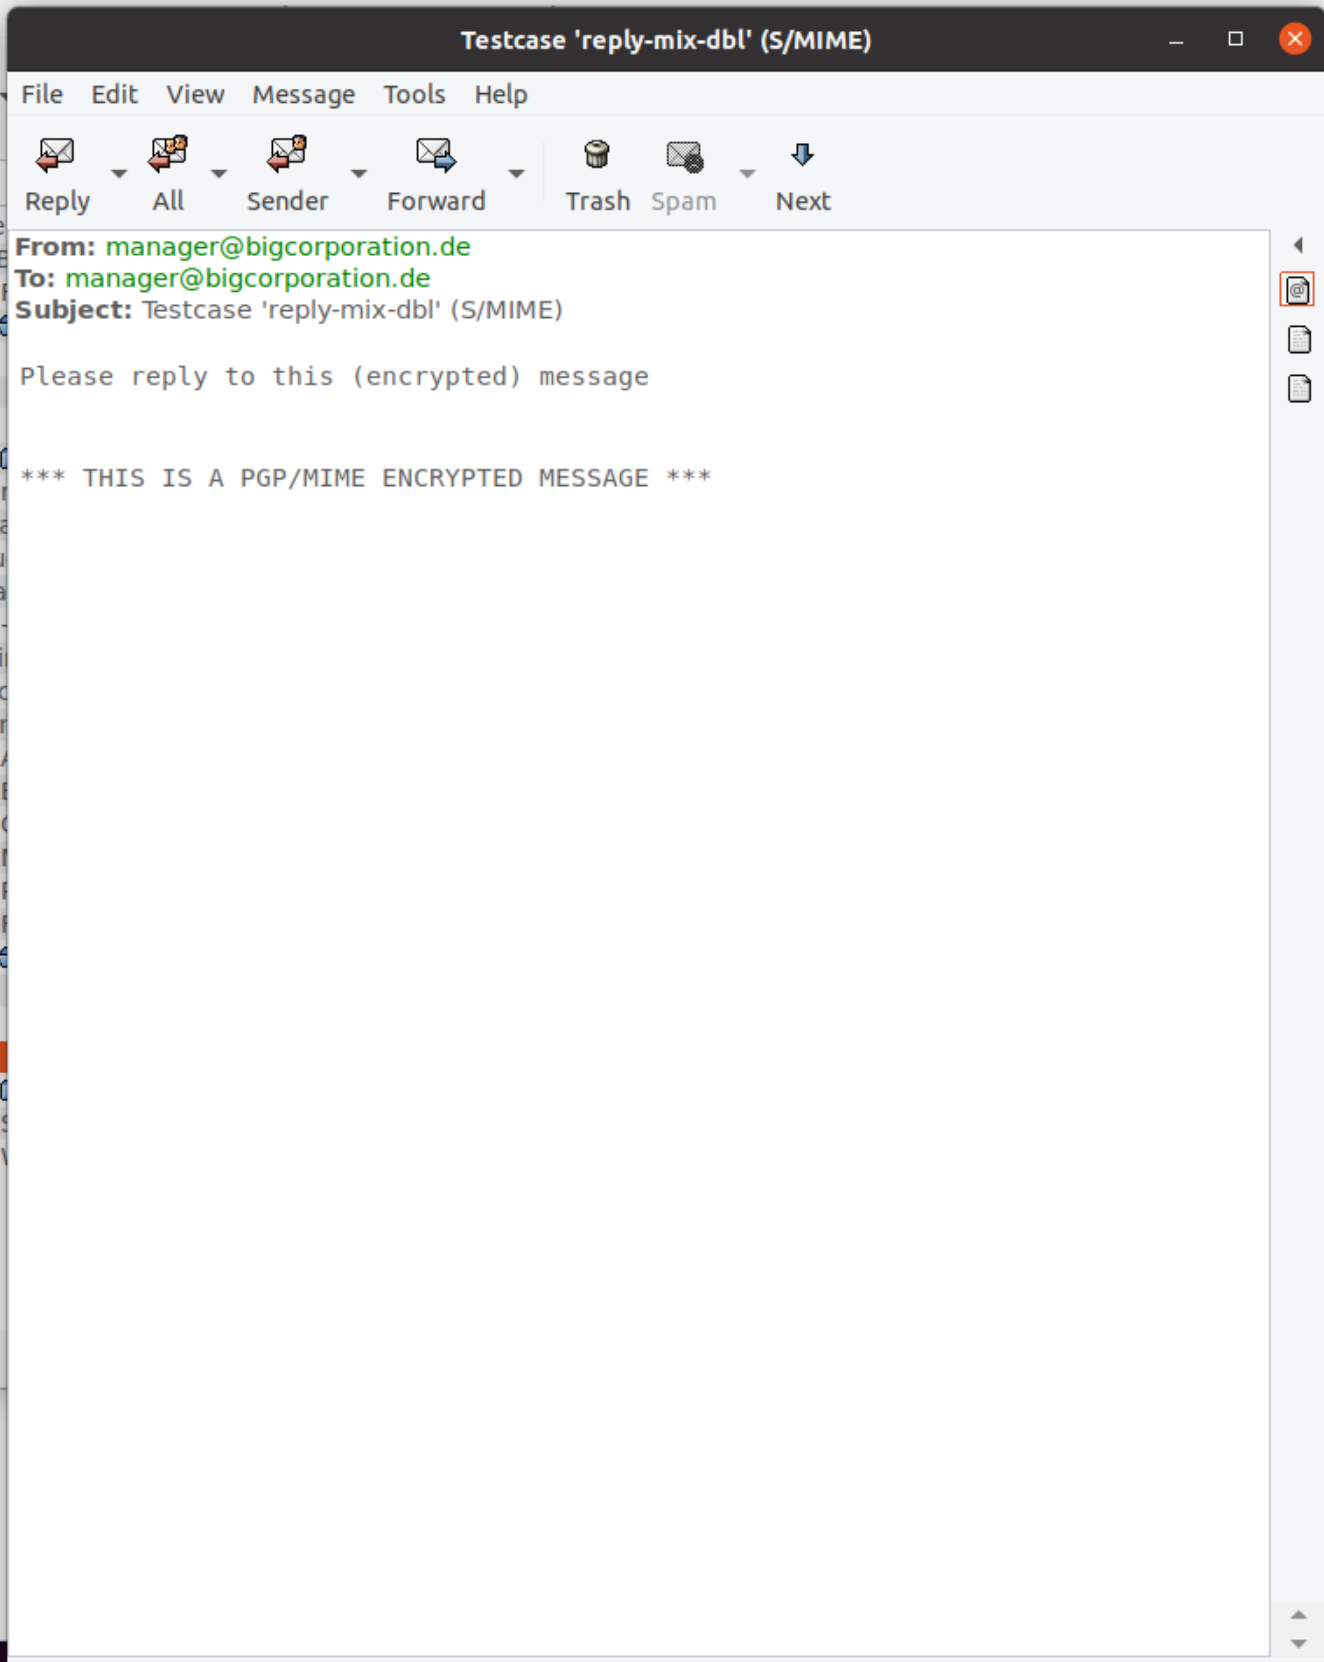 Testcase 'reply-mix-dbl' (S/MIME)
File Edit View Message Tools Help
Reply All Sender Forward Trash Spam Next
From: manager@bigcorporation.de
To: manager@bigcorporation.de
Subject: Testcase 'reply-mix-dbl' (S/MIME)
Please reply to this (encrypted) message
*** THIS IS A PGP/MIME ENCRYPTED MESSAGE ***